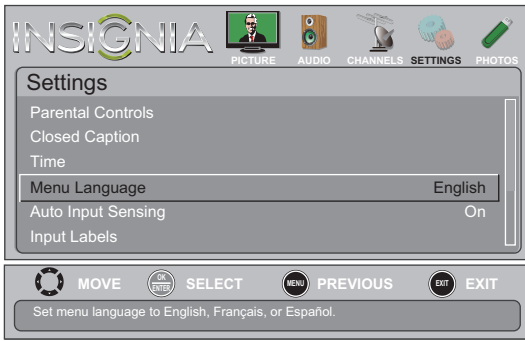 INSIGNIA
PICTURE AUDIO CHANNELS SETTINGS PHOTOS
Settings
Parental Controls
Closed Caption
Time
Menu Language English
Auto Input Sensing On
Input Labels
MOVE OK ENTER SELECT MENU PREVIOUS EXIT EXIT
Set menu language to English, Français, or Español.